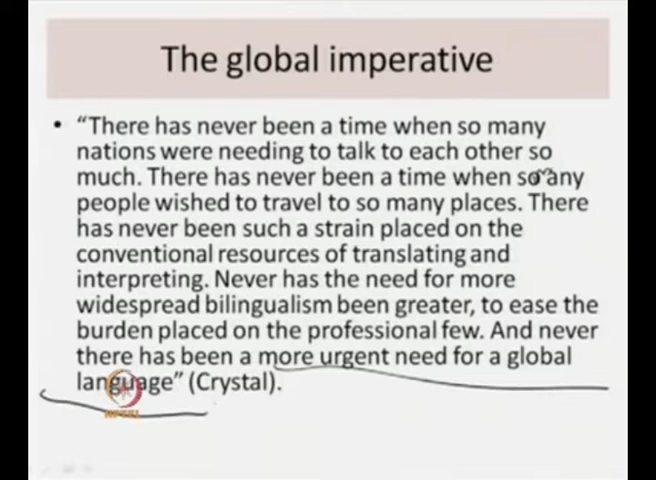 The global imperative
• “There has never been a time when so many
nations were needing to talk to each other so
much. There has never been a time when so any
people wished to travel to so many places. There
has never been such a strain placed on the
conventional resources of translating and
interpreting. Never has the need for more
widespread bilingualism been greater, to ease the
burden placed on the professional few. And never
there has been a more urgent need for a global
language” (Crystal).
NPTEL